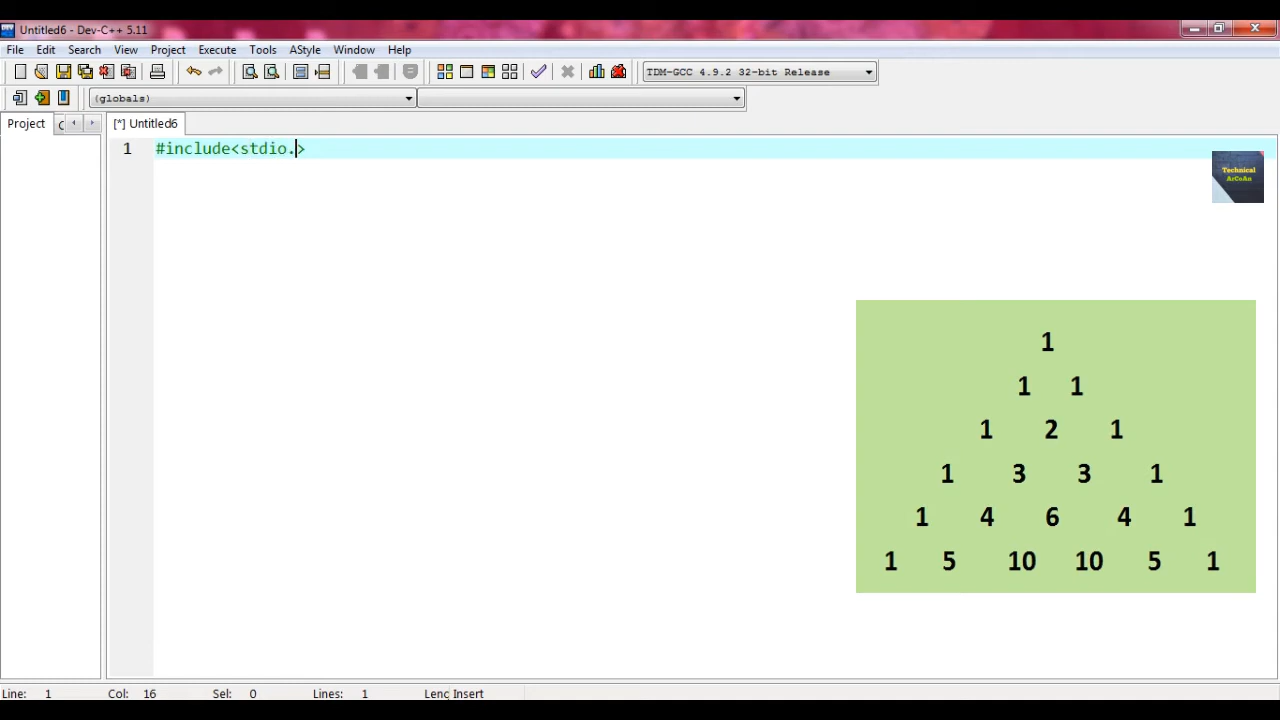 Untitled6 - Dev-C++ 5.11
File Edit Search View Project Execute Tools AStyle Window Help
TDM-GCC 4.9.2 32-bit Release
(globals)
Project C [*] Untitled6
1 #include<stdio.>
Technical
ArCoAn
1
1 1
1 2 1
1 3 3 1
1 4 6 4 1
1 5 10 10 5 1
Line: 1 Col: 16 Sel: 0 Lines: 1 Leng Insert